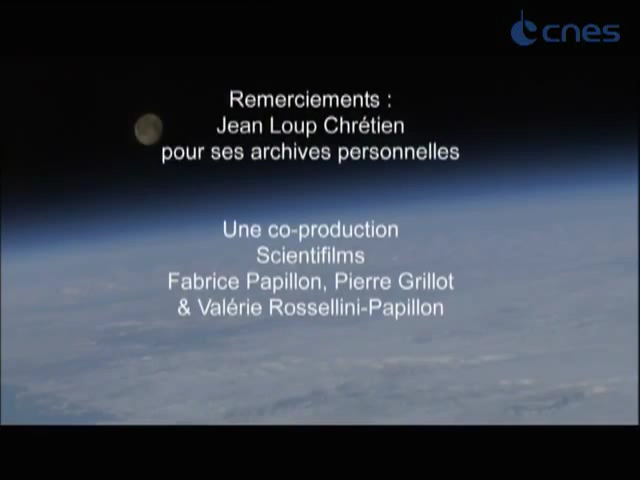 cnes
Remerciements :
Jean Loup Chrétien
pour ses archives personnelles
Une co-production
Scientifilms
Fabrice Papillon, Pierre Grillot
& Valérie Rossellini-Papillon